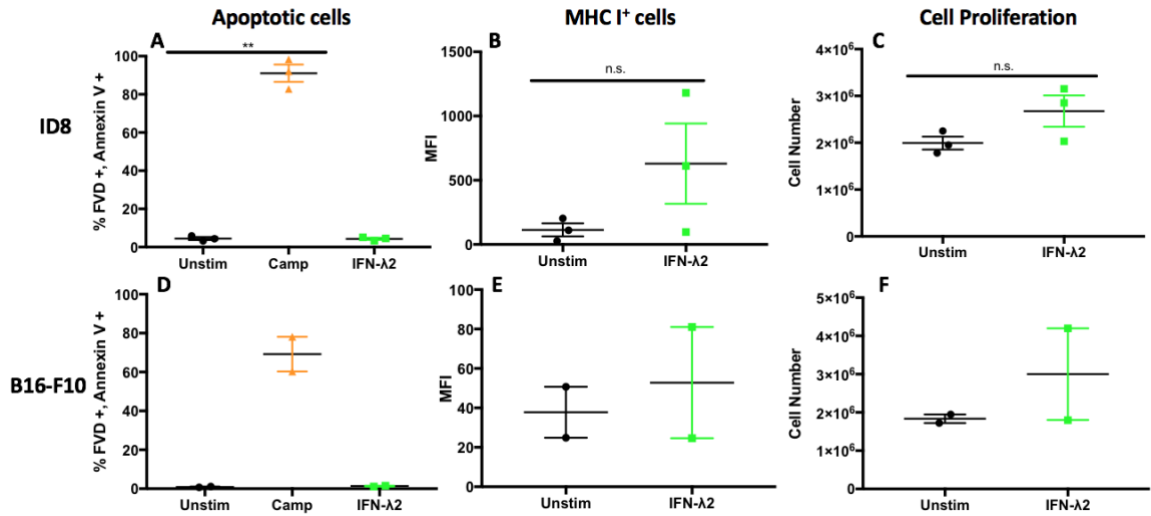 Apoptotic cells
MHC I⁺ cells
Cell Proliferation
ID8
A
**
% FVD +, Annexin V +
100
80
60
40
20
0
Unstim Camp IFN-λ2
B
n.s.
MFI
1500
1000
500
0
Unstim IFN-λ2
C
n.s.
Cell Number
4×10⁶
3×10⁶
2×10⁶
1×10⁶
0
Unstim IFN-λ2
B16-F10
D
% FVD +, Annexin V +
100
80
60
40
20
0
Unstim Camp IFN-λ2
E
MFI
100
80
60
40
20
0
Unstim IFN-λ2
F
Cell Number
5×10⁶
4×10⁶
3×10⁶
2×10⁶
1×10⁶
0
Unstim IFN-λ2